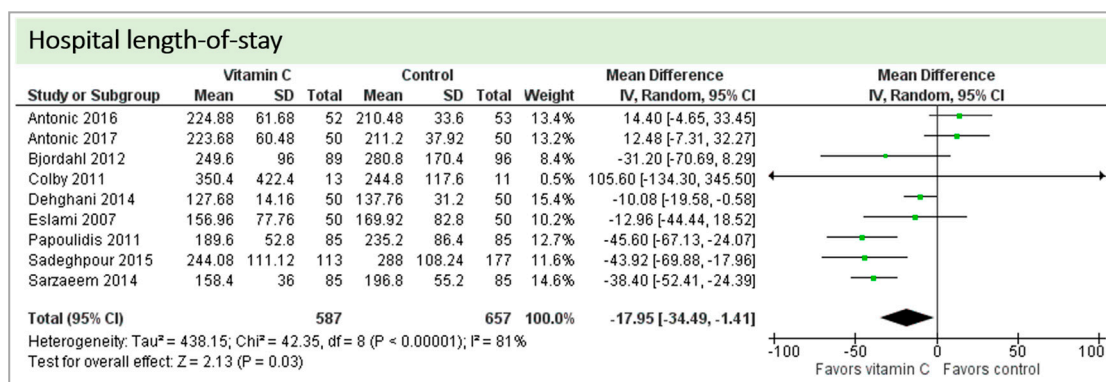 Hospital length-of-stay
Vitamin C Control Mean Difference Mean Difference
Study or Subgroup Mean SD Total Mean SD Total Weight IV, Random, 95% CI IV, Random, 95% CI
Antonic 2016 224.88 61.68 52 210.48 33.6 53 13.4% 14.40 [-4.65, 33.45]
Antonic 2017 223.68 60.48 50 211.2 37.92 50 13.2% 12.48 [-7.31, 32.27]
Bjordahl 2012 249.6 96 89 280.8 170.4 96 8.4% -31.20 [-70.69, 8.29]
Colby 2011 350.4 422.4 13 244.8 117.6 11 0.5% 105.60 [-134.30, 345.50]
Dehghani 2014 127.68 14.16 50 137.76 31.2 50 15.4% -10.08 [-19.58, -0.58]
Eslami 2007 156.96 77.76 50 169.92 82.8 50 10.2% -12.96 [-44.44, 18.52]
Papoulidis 2011 189.6 52.8 85 235.2 86.4 85 12.7% -45.60 [-67.13, -24.07]
Sadeghpour 2015 244.08 111.12 113 288 108.24 177 11.6% -43.92 [-69.88, -17.96]
Sarzaeem 2014 158.4 36 85 196.8 55.2 85 14.6% -38.40 [-52.41, -24.39]
Total (95% CI) 587 657 100.0% -17.95 [-34.49, -1.41]
Heterogeneity: Tau² = 438.15; Chi² = 42.35, df = 8 (P < 0.00001); I² = 81%
Test for overall effect: Z = 2.13 (P = 0.03)
-100 -50 0 50 100
Favors vitamin C Favors control